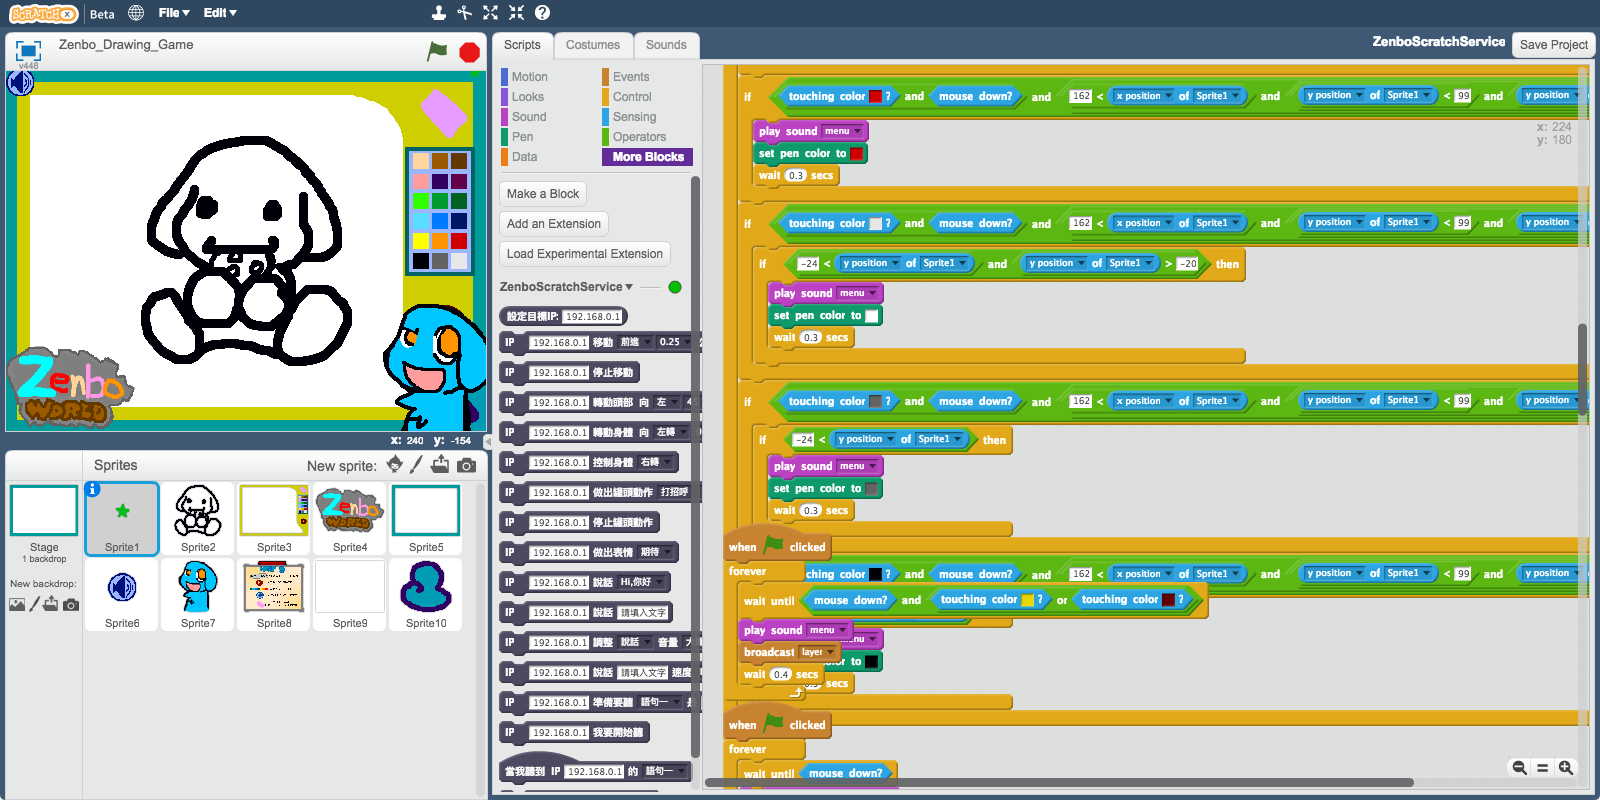 SCRATCH X
Beta
File
Edit
ZenboScratchService
Save Project
Zenbo_Drawing_Game
v448
Zenbo
WORLD
x: 240 y: -154
Sprites
New sprite:
Stage
1 backdrop
New backdrop:
Sprite1
Sprite2
Sprite3
Sprite4
Sprite5
Sprite6
Sprite7
Sprite8
Sprite9
Sprite10
Scripts
Costumes
Sounds
Motion
Looks
Sound
Pen
Data
Events
Control
Sensing
Operators
More Blocks
Make a Block
Add an Extension
Load Experimental Extension
ZenboScratchService
設定目標IP: 192.168.0.1
IP 192.168.0.1 移動 前進 0.25
IP 192.168.0.1 停止移動
IP 192.168.0.1 轉動頭部 向 左
IP 192.168.0.1 轉動身體 向 左轉
IP 192.168.0.1 控制身體 右轉
IP 192.168.0.1 做出罐頭動作 打招呼
IP 192.168.0.1 停止罐頭動作
IP 192.168.0.1 做出表情 期待
IP 192.168.0.1 說話 Hi,你好
IP 192.168.0.1 說話 請填入文字
IP 192.168.0.1 調整 說話 音量
IP 192.168.0.1 說話 請填入文字 速度
IP 192.168.0.1 準備要聽 語句一
IP 192.168.0.1 我要開始聽
當我聽到 IP 192.168.0.1 的 語句一
x: 224
y: 180
if touching color ? and mouse down? and 162 < x position of Sprite1 and y position of Sprite1 < 99 and y position
play sound menu
set pen color to
wait 0.3 secs
if touching color ? and mouse down? and 162 < x position of Sprite1 and y position of Sprite1 < 99 and y position
if -24 < y position of Sprite1 and y position of Sprite1 > -20 then
play sound menu
set pen color to
wait 0.3 secs
if touching color ? and mouse down? and 162 < x position of Sprite1 and y position of Sprite1 < 99 and y position
if -24 < y position of Sprite1 then
play sound menu
set pen color to
wait 0.3 secs
when clicked
forever
ching color ? and mouse down? and 162 < x position of Sprite1 and y position of Sprite1 < 99 and y position
wait until mouse down? and touching color ? or touching color ?
play sound menu
broadcast layer
or to
wait 0.4 secs
secs
when clicked
forever
wait until mouse down?